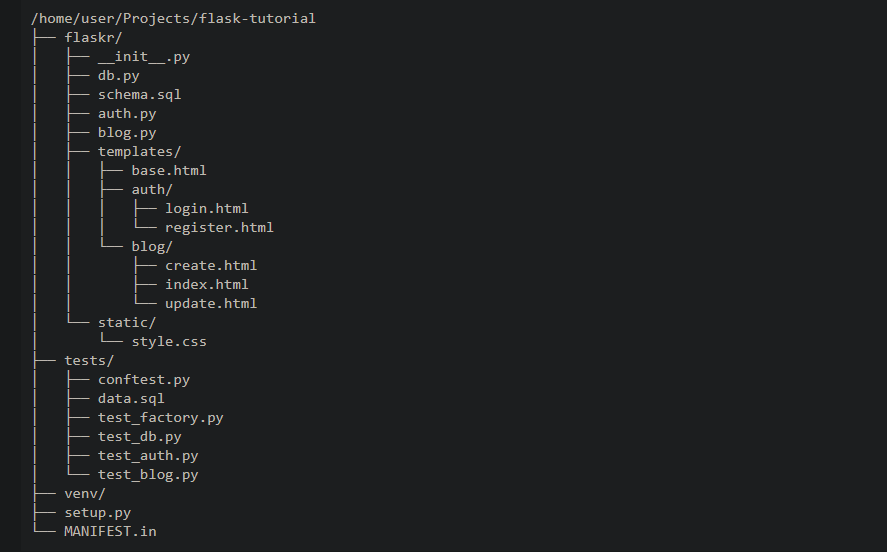 /home/user/Projects/flask-tutorial
├── flaskr/
│   ├── __init__.py
│   ├── db.py
│   ├── schema.sql
│   ├── auth.py
│   ├── blog.py
│   ├── templates/
│   │   ├── base.html
│   │   ├── auth/
│   │   │   ├── login.html
│   │   │   └── register.html
│   │   └── blog/
│   │       ├── create.html
│   │       ├── index.html
│   │       └── update.html
│   └── static/
│       └── style.css
├── tests/
│   ├── conftest.py
│   ├── data.sql
│   ├── test_factory.py
│   ├── test_db.py
│   ├── test_auth.py
│   └── test_blog.py
├── venv/
├── setup.py
└── MANIFEST.in